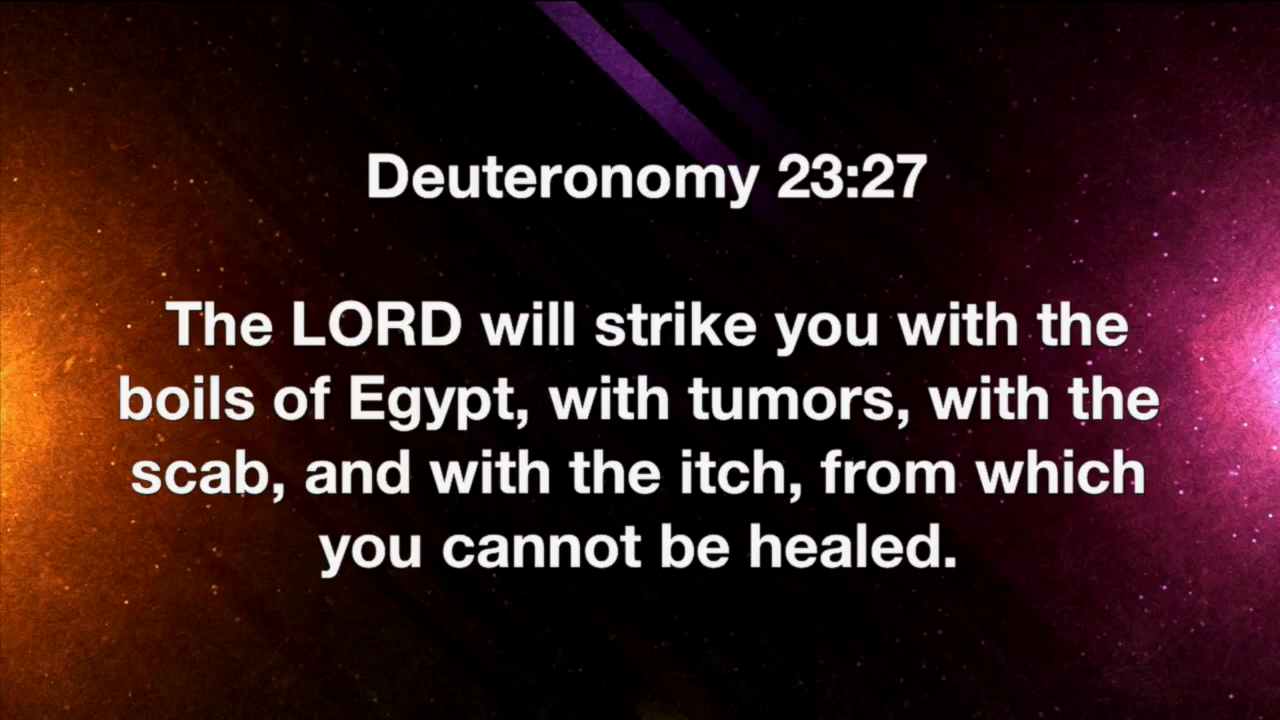 Deuteronomy 23:27
The LORD will strike you with the
boils of Egypt, with tumors, with the
scab, and with the itch, from which
you cannot be healed.